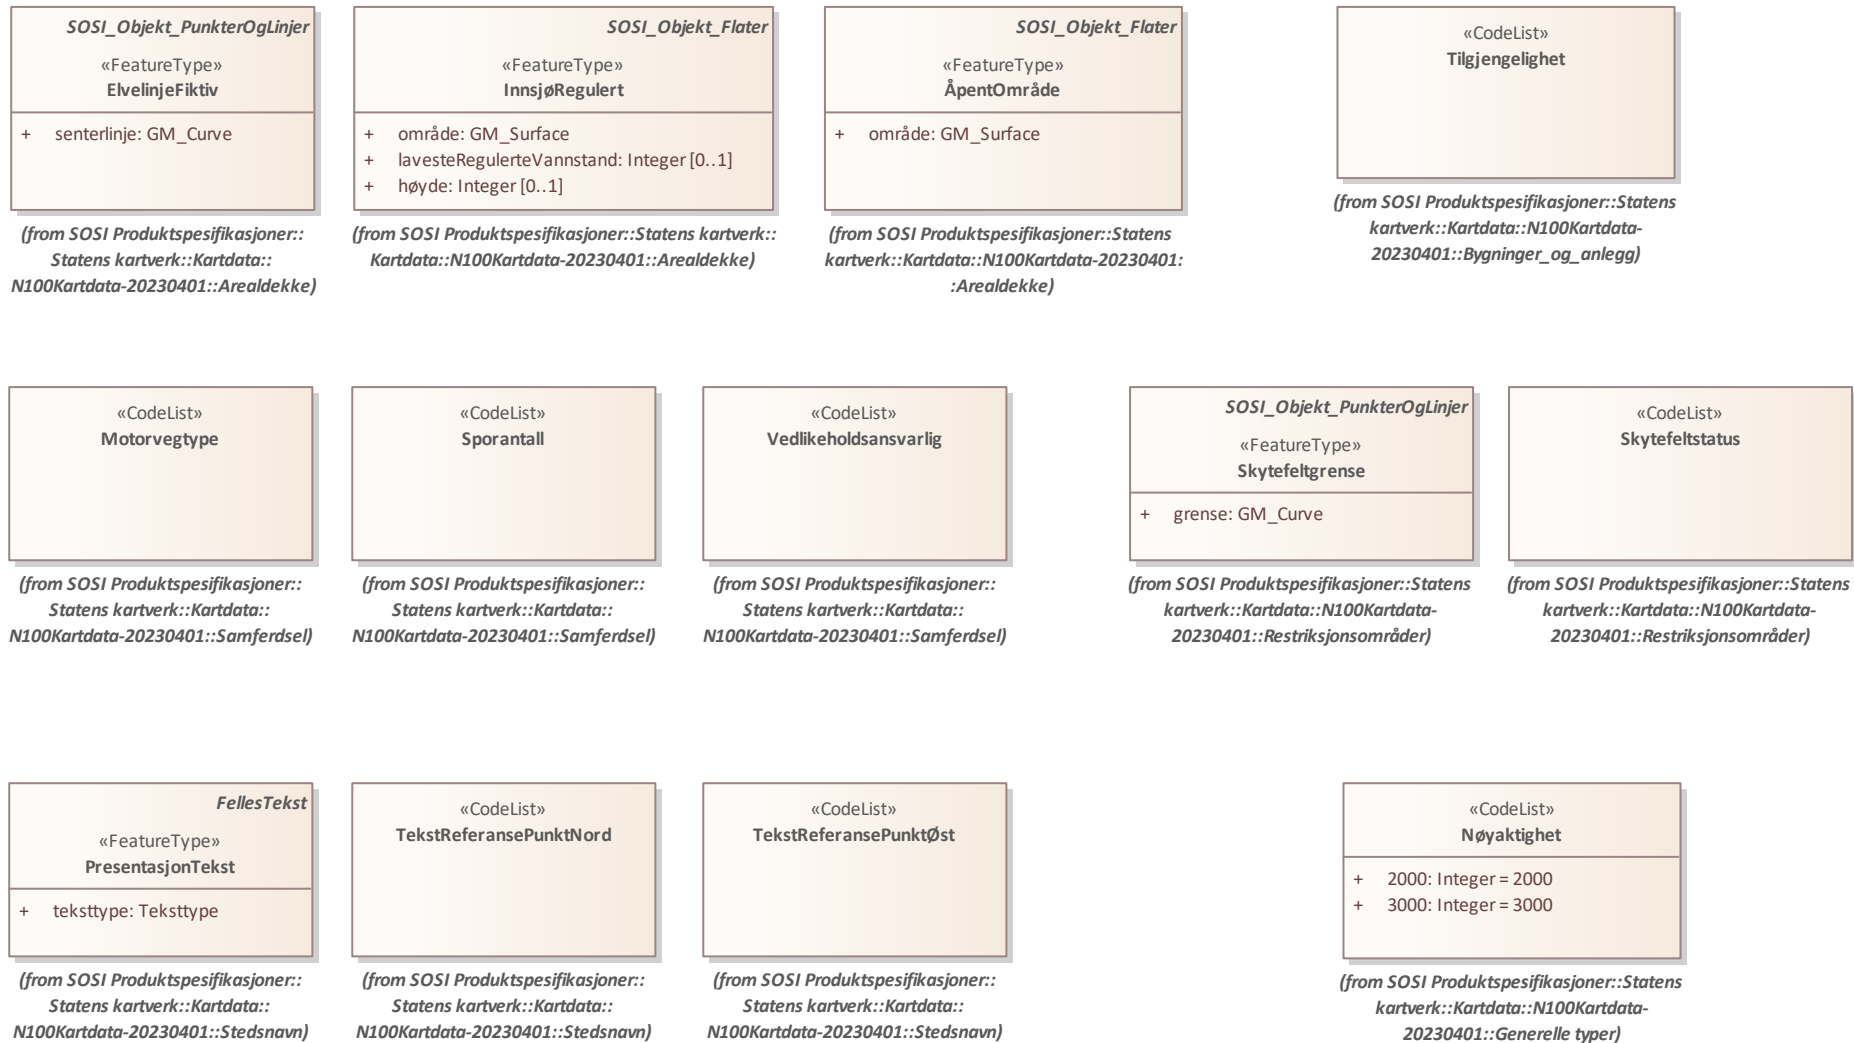 SOSI_Objekt_PunkterOgLinjer
«FeatureType»
ElvelinjeFiktiv
+ senterlinje: GM_Curve
(from SOSI Produktspesifikasjoner::
Statens kartverk::Kartdata::
N100Kartdata-20230401::Arealdekke)
SOSI_Objekt_Flater
«FeatureType»
InnsjøRegulert
+ område: GM_Surface
+ lavesteRegulerteVannstand: Integer [0..1]
+ høyde: Integer [0..1]
(from SOSI Produktspesifikasjoner::Statens kartverk::
Kartdata::N100Kartdata-20230401::Arealdekke)
SOSI_Objekt_Flater
«FeatureType»
ÅpentOmråde
+ område: GM_Surface
(from SOSI Produktspesifikasjoner::Statens
kartverk::Kartdata::N100Kartdata-20230401:
:Arealdekke)
«CodeList»
Tilgjengelighet
(from SOSI Produktspesifikasjoner::Statens
kartverk::Kartdata::N100Kartdata-
20230401::Bygninger_og_anlegg)
«CodeList»
Motorvegtype
(from SOSI Produktspesifikasjoner::
Statens kartverk::Kartdata::
N100Kartdata-20230401::Samferdsel)
«CodeList»
Sporantall
(from SOSI Produktspesifikasjoner::
Statens kartverk::Kartdata::
N100Kartdata-20230401::Samferdsel)
«CodeList»
Vedlikeholdsansvarlig
(from SOSI Produktspesifikasjoner::
Statens kartverk::Kartdata::
N100Kartdata-20230401::Samferdsel)
SOSI_Objekt_PunkterOgLinjer
«FeatureType»
Skytefeltgrense
+ grense: GM_Curve
(from SOSI Produktspesifikasjoner::Statens
kartverk::Kartdata::N100Kartdata-
20230401::Restriksjonsområder)
«CodeList»
Skytefeltstatus
(from SOSI Produktspesifikasjoner::Statens
kartverk::Kartdata::N100Kartdata-
20230401::Restriksjonsområder)
FellesTekst
«FeatureType»
PresentasjonTekst
+ teksttype: Teksttype
(from SOSI Produktspesifikasjoner::
Statens kartverk::Kartdata::
N100Kartdata-20230401::Stedsnavn)
«CodeList»
TekstReferansePunktNord
(from SOSI Produktspesifikasjoner::
Statens kartverk::Kartdata::
N100Kartdata-20230401::Stedsnavn)
«CodeList»
TekstReferansePunktØst
(from SOSI Produktspesifikasjoner::
Statens kartverk::Kartdata::
N100Kartdata-20230401::Stedsnavn)
«CodeList»
Nøyaktighet
+ 2000: Integer = 2000
+ 3000: Integer = 3000
(from SOSI Produktspesifikasjoner::Statens
kartverk::Kartdata::N100Kartdata-
20230401::Generelle typer)